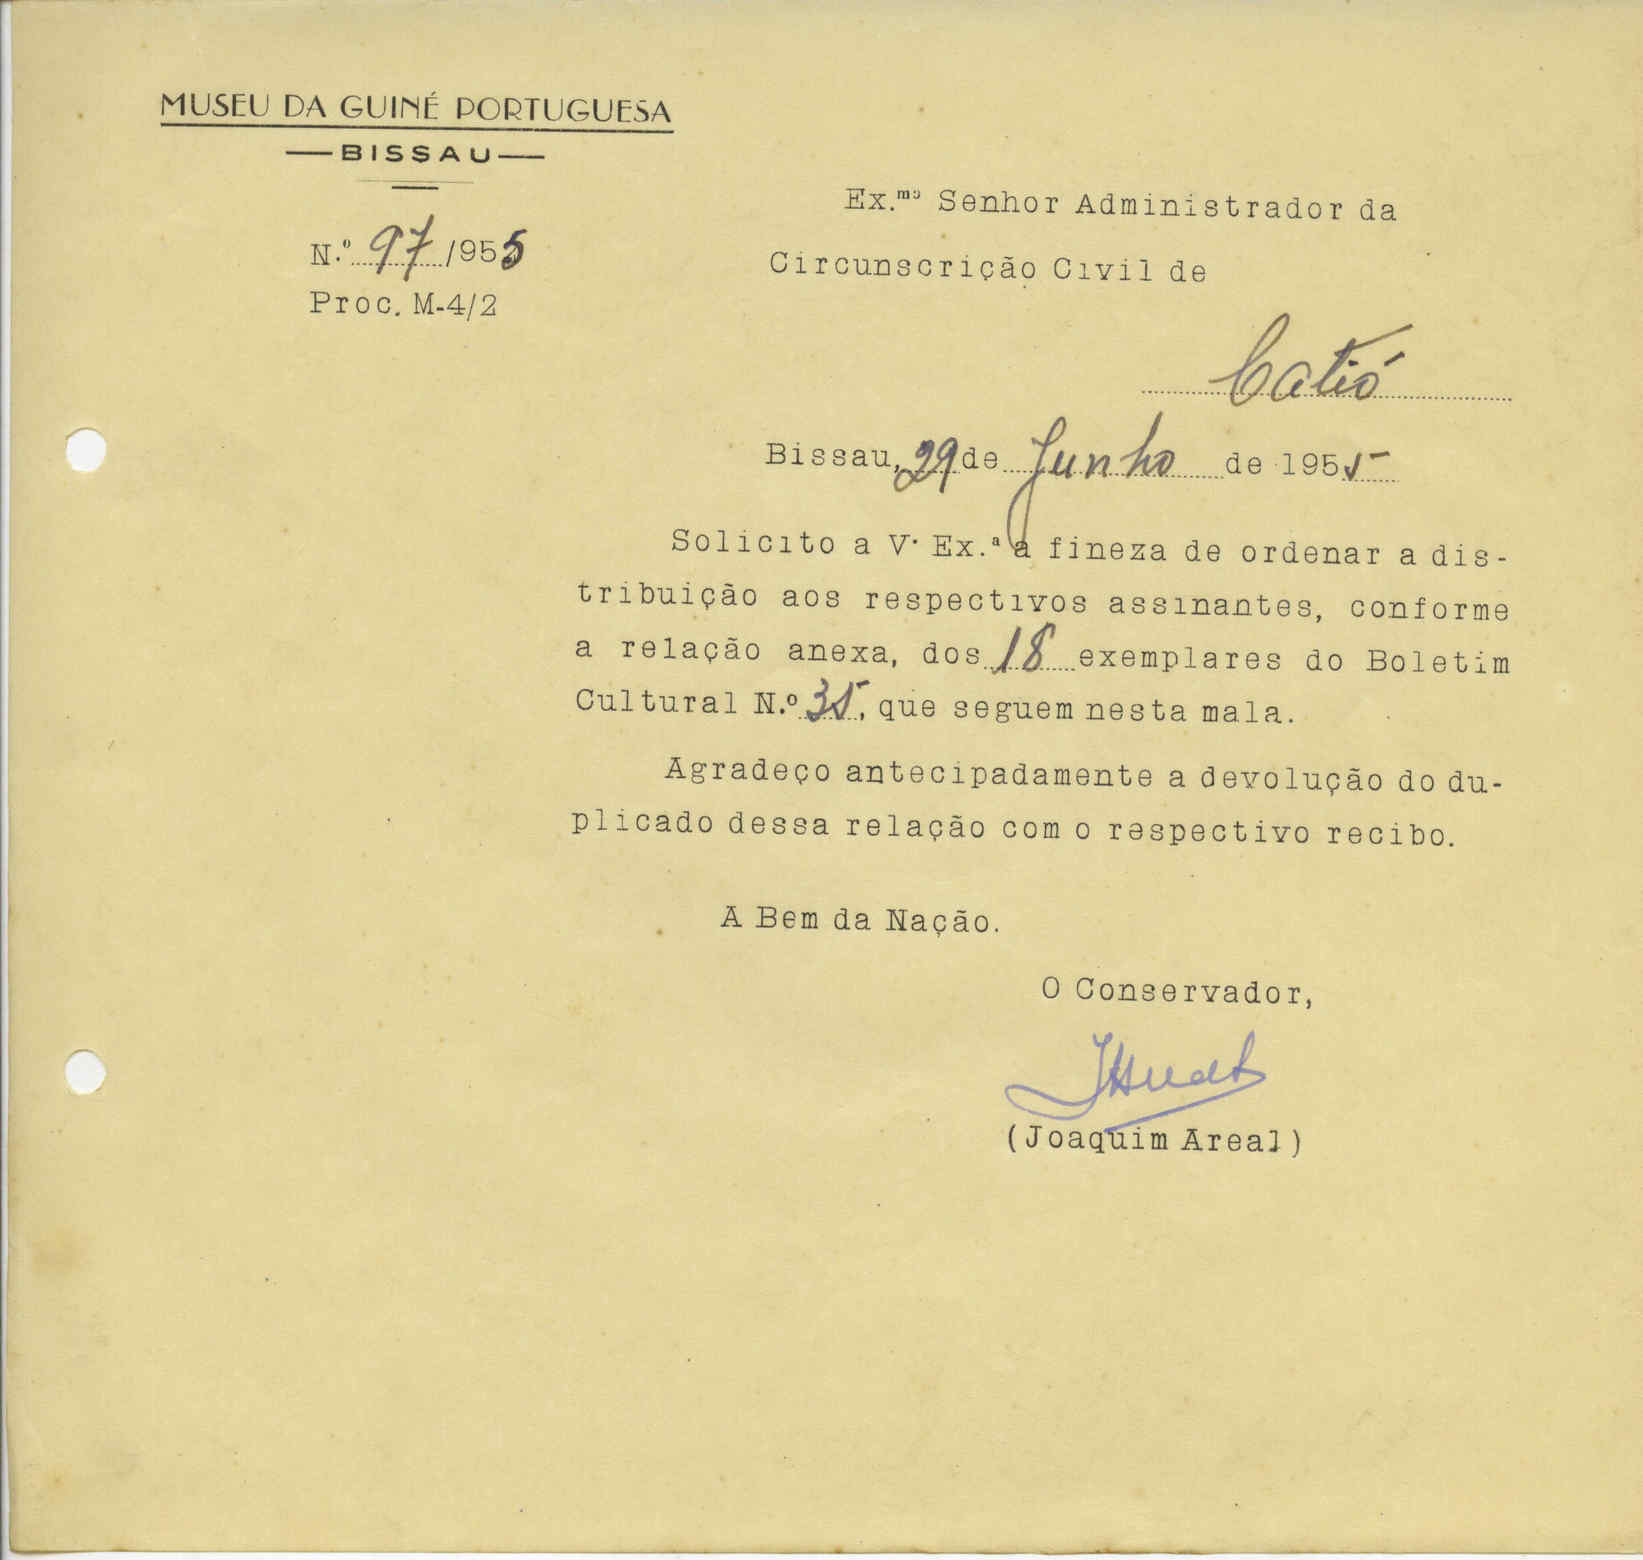 MUSEU DA GUINÉ PORTUGUESA
—BISSAU—
N.º 97/955
Proc. M-4/2
Ex.mo Senhor Administrador da
Circunscrição Civil de
Catió
Bissau, 29 de Junho de 1955
Solicito a V. Ex.ª a fineza de ordenar a dis-
tribuição aos respectivos assinantes, conforme
a relação anexa, dos 18 exemplares do Boletim
Cultural N.º 35, que seguem nesta mala.
Agradeço antecipadamente a devolução do du-
plicado dessa relação com o respectivo recibo.
A Bem da Nação.
O Conservador,
(Joaquim Areal)